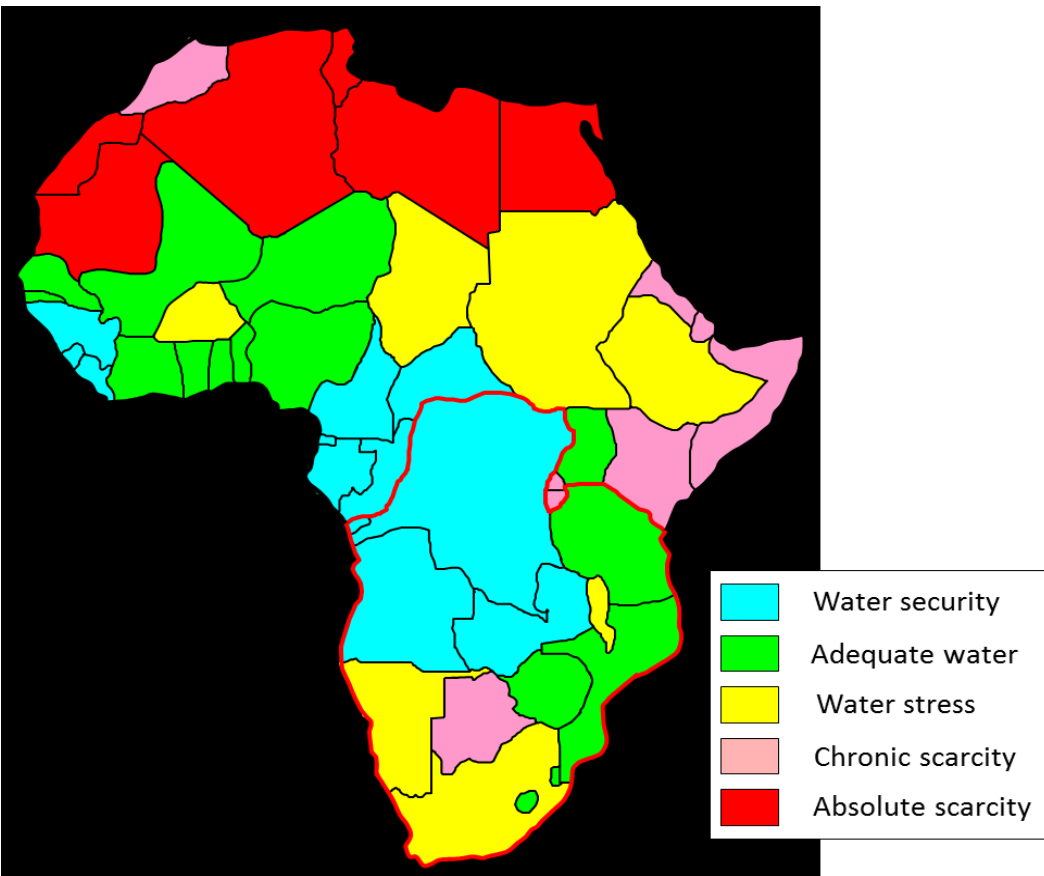 Water security
Adequate water
Water stress
Chronic scarcity
Absolute scarcity